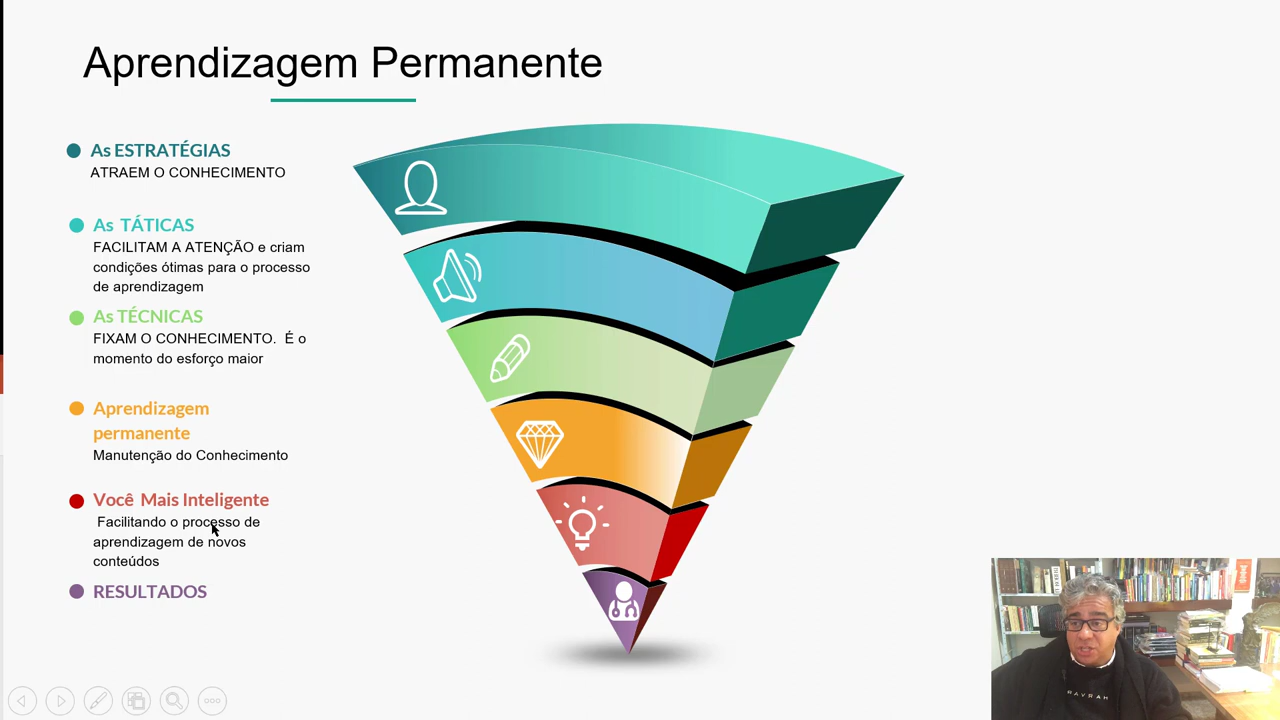 Aprendizagem Permanente
As ESTRATÉGIAS
ATRAEM O CONHECIMENTO
As TÁTICAS
FACILITAM A ATENÇÃO e criam
condições ótimas para o processo
de aprendizagem
As TÉCNICAS
FIXAM O CONHECIMENTO. É o
momento do esforço maior
Aprendizagem
permanente
Manutenção do Conhecimento
Você Mais Inteligente
Facilitando o processo de
aprendizagem de novos
conteúdos
RESULTADOS